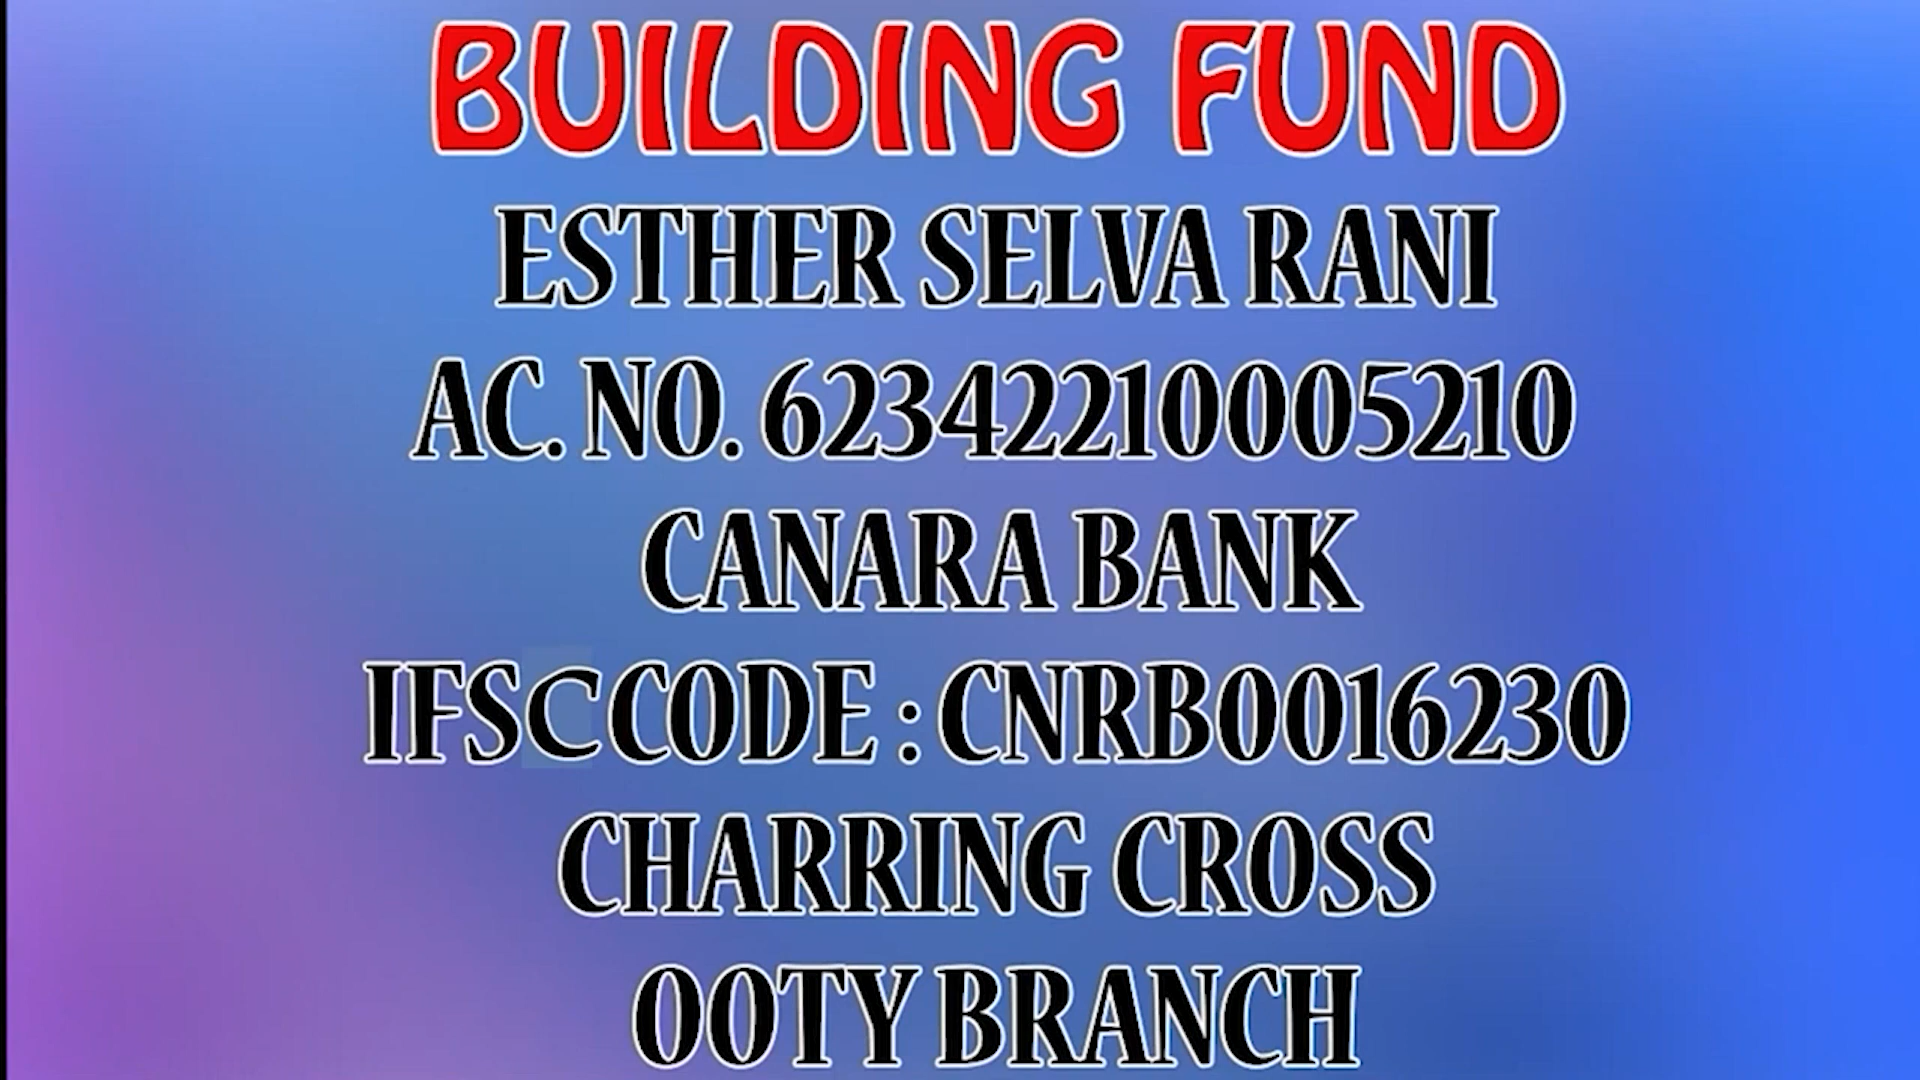 BUILDING FUND
ESTHER SELVA RANI
AC. NO. 62342210005210
CANARA BANK
IFSC CODE : CNRB0016230
CHARRING CROSS
OOTY BRANCH